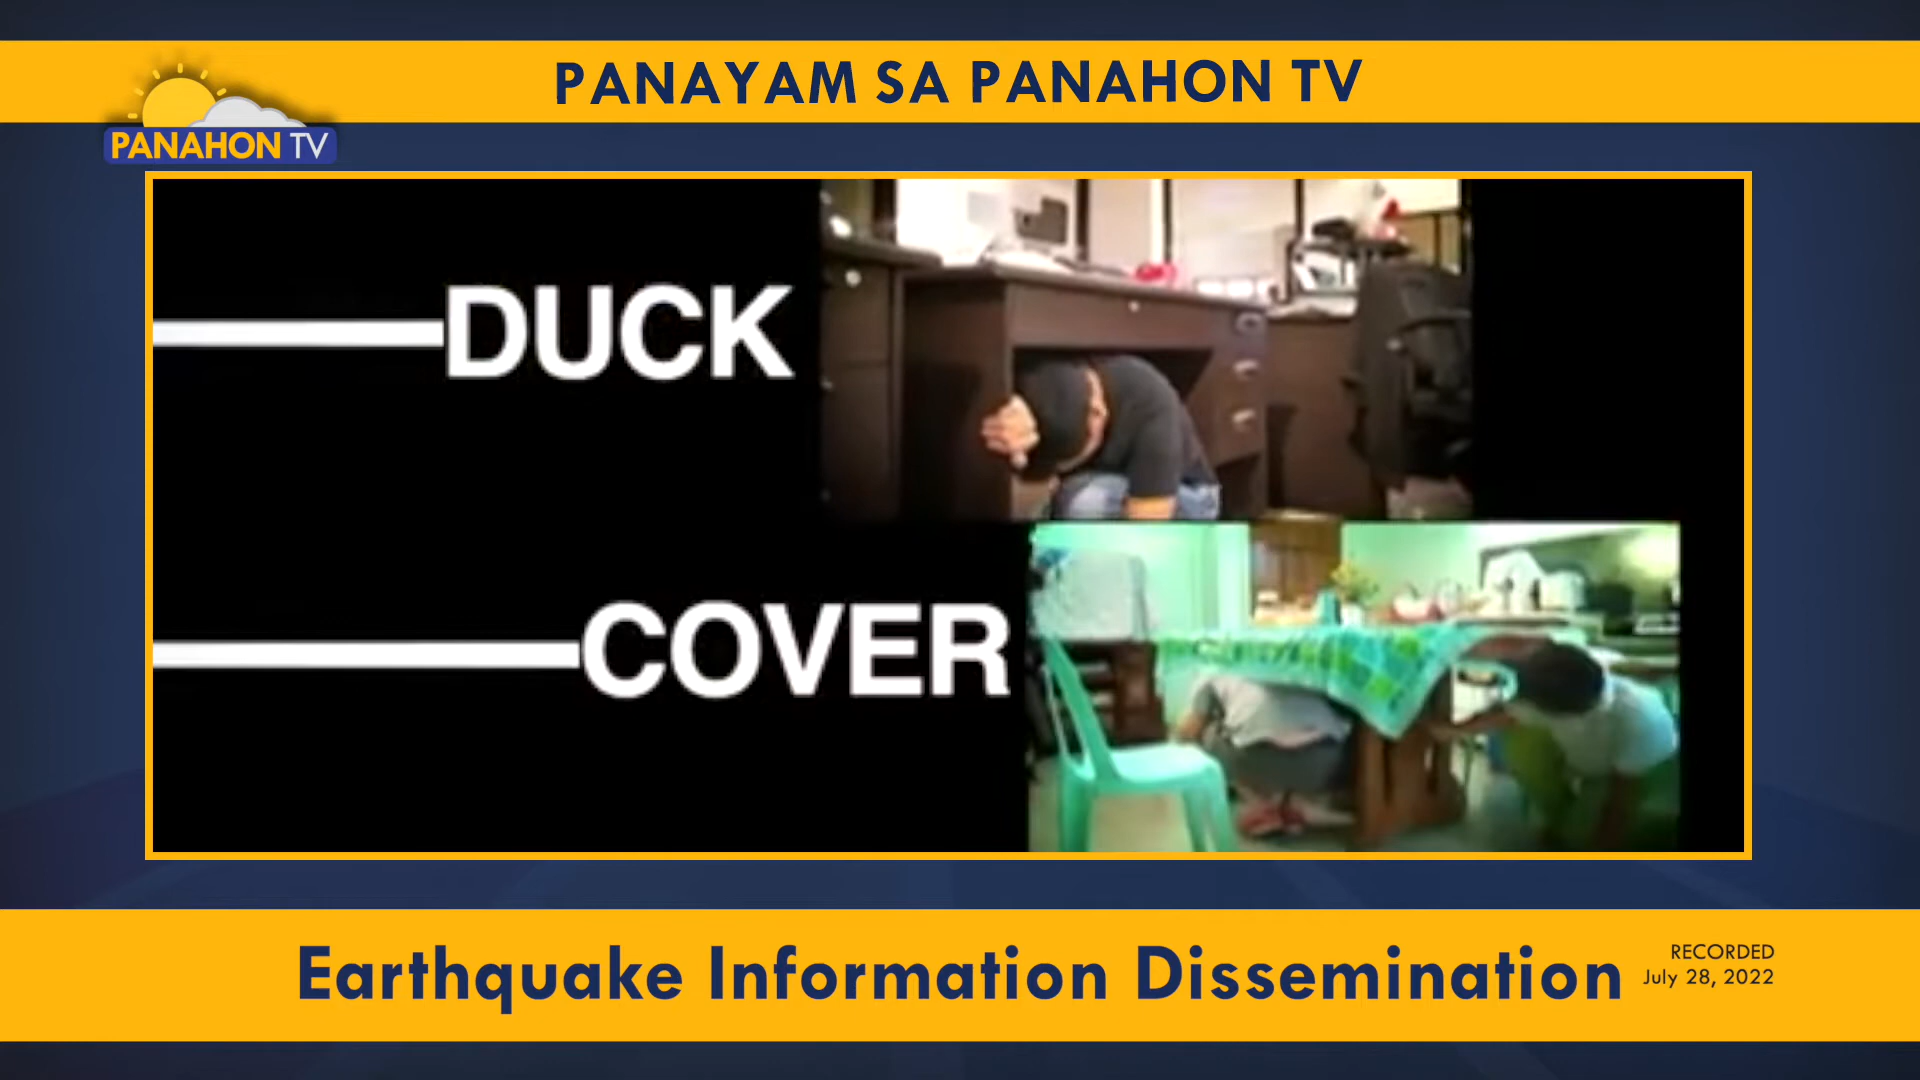 PANAYAM SA PANAHON TV
PANAHON TV
DUCK
COVER
Earthquake Information Dissemination
RECORDED
July 28, 2022